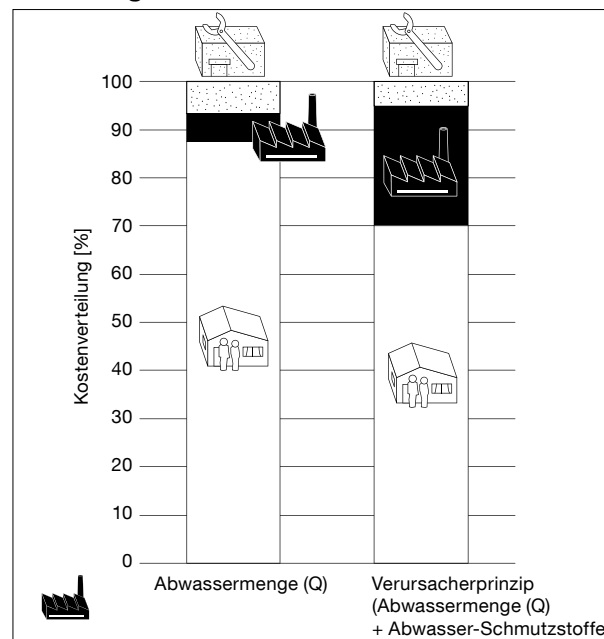 100
90
80
70
60
50
40
30
20
10
0
Kostenverteilung [%]
Abwassermenge (Q)
Verursacherprinzip
(Abwassermenge (Q)
+ Abwasser-Schmutzstoffe